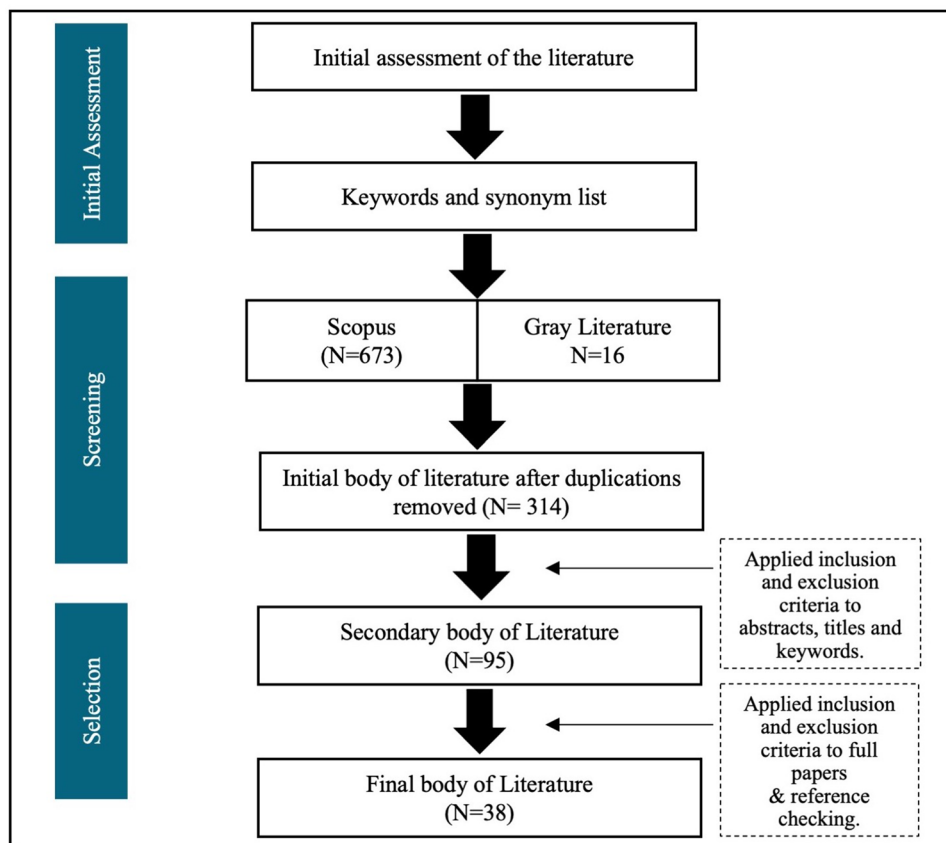 Initial Assessment
Initial assessment of the literature
Keywords and synonym list
Screening
Scopus
(N=673)
Gray Literature
N=16
Initial body of literature after duplications
removed (N= 314)
Applied inclusion
and exclusion
criteria to
abstracts, titles and
keywords.
Selection
Secondary body of Literature
(N=95)
Applied inclusion
and exclusion
criteria to full
papers
& reference
checking.
Final body of Literature
(N=38)